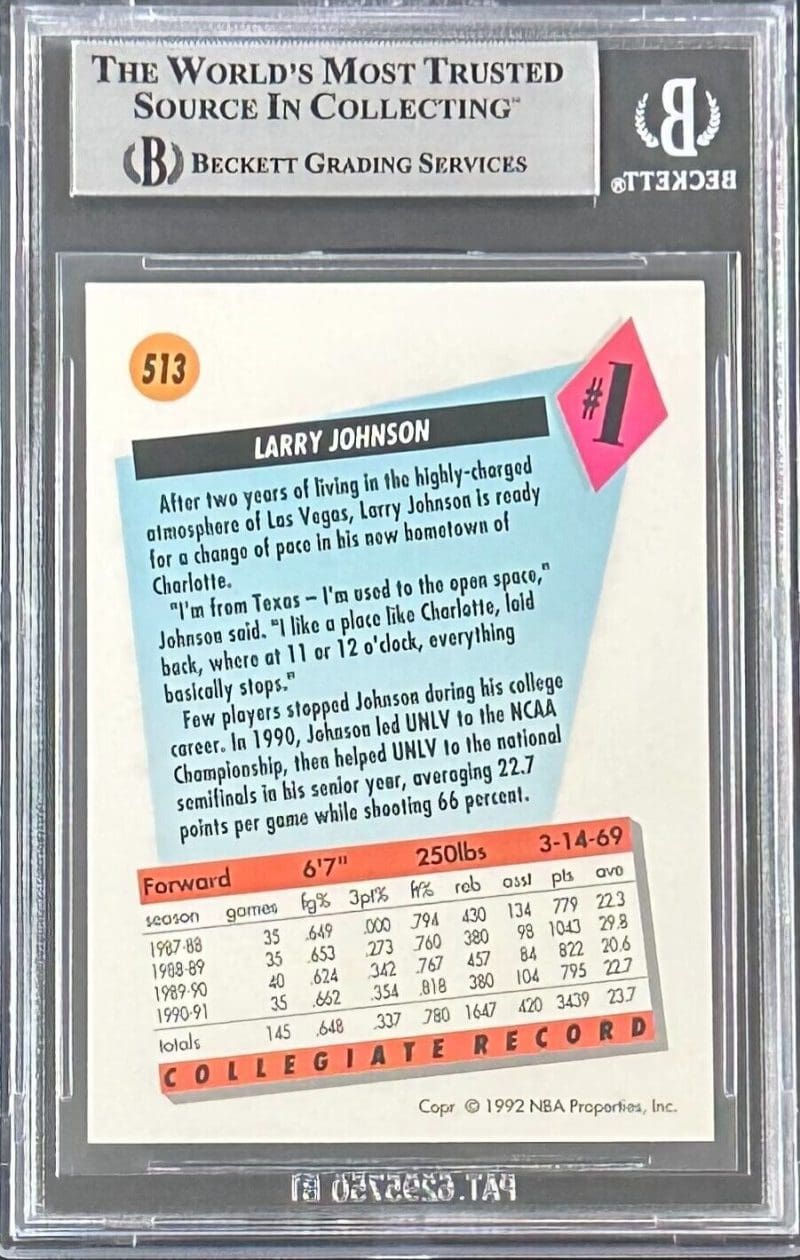 THE WORLD'S MOST TRUSTED
SOURCE IN COLLECTING™
B BECKETT GRADING SERVICES
B
BECKETT®
513
#1
LARRY JOHNSON
After two years of living in the highly-charged
atmosphere of Las Vegas, Larry Johnson is ready
for a change of pace in his new hometown of
Charlotte.
"I'm from Texas – I'm used to the open space,"
Johnson said. "I like a place like Charlotte, laid
back, where at 11 or 12 o'clock, everything
basically stops."
Few players stopped Johnson during his college
career. In 1990, Johnson led UNLV to the NCAA
Championship, then helped UNLV to the national
semifinals in his senior year, averaging 22.7
points per game while shooting 66 percent.
Forward 6'7" 250lbs 3-14-69
season games fg% 3pt% ft% reb asst pts avg
1987-88 35 .649 .000 .794 430 134 779 22.3
1988-89 35 .653 .273 .760 380 98 1043 29.8
1989-90 40 .624 .342 .767 457 84 822 20.6
1990-91 35 .662 .354 .818 380 104 795 22.7
totals 145 .648 .337 .780 1647 420 3439 23.7
COLLEGIATE RECORD
Copr © 1992 NBA Properties, Inc.
PAT.